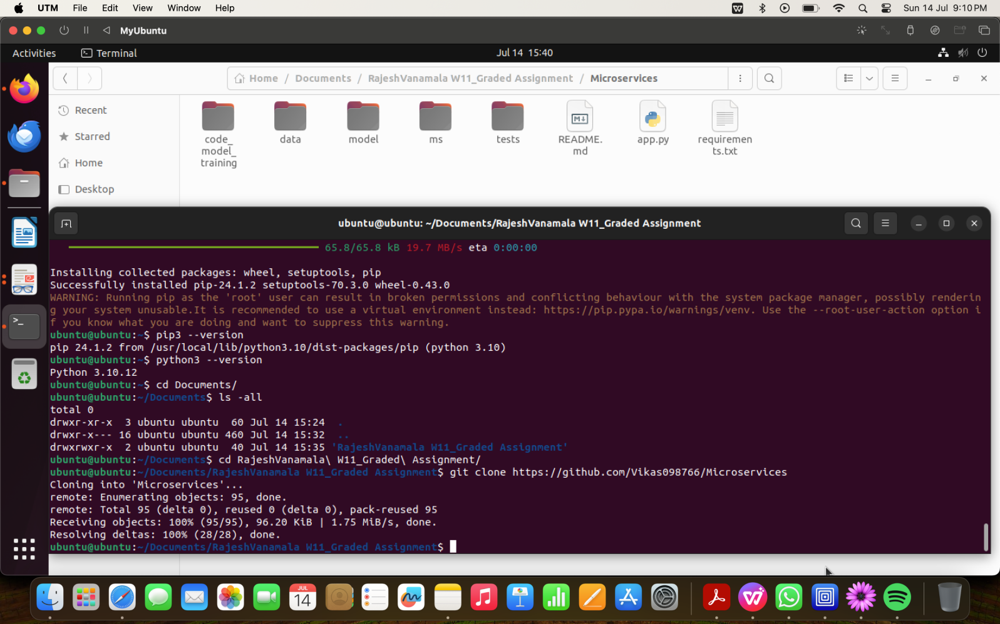 UTM File Edit View Window Help Sun 14 Jul 9:10 PM
MyUbuntu
Activities Terminal Jul 14 15:40
Home / Documents / RajeshVanamala W11_Graded Assignment / Microservices
Recent
Starred
Home
Desktop
code_
model_
training
data
model
ms
tests
README.
md
app.py
requiremen
ts.txt
ubuntu@ubuntu: ~/Documents/RajeshVanamala W11_Graded Assignment
65.8/65.8 kB 19.7 MB/s eta 0:00:00
Installing collected packages: wheel, setuptools, pip
Successfully installed pip-24.1.2 setuptools-70.3.0 wheel-0.43.0
WARNING: Running pip as the 'root' user can result in broken permissions and conflicting behaviour with the system package manager, possibly renderin
g your system unusable.It is recommended to use a virtual environment instead: https://pip.pypa.io/warnings/venv. Use the --root-user-action option i
f you know what you are doing and want to suppress this warning.
ubuntu@ubuntu:~$ pip3 --version
pip 24.1.2 from /usr/local/lib/python3.10/dist-packages/pip (python 3.10)
ubuntu@ubuntu:~$ python3 --version
Python 3.10.12
ubuntu@ubuntu:~$ cd Documents/
ubuntu@ubuntu:~/Documents$ ls -all
total 0
drwxr-xr-x  3 ubuntu ubuntu  60 Jul 14 15:24 .
drwxr-x--- 16 ubuntu ubuntu 460 Jul 14 15:32 ..
drwxrwxr-x  2 ubuntu ubuntu  40 Jul 14 15:35 'RajeshVanamala W11_Graded Assignment'
ubuntu@ubuntu:~/Documents$ cd RajeshVanamala\ W11_Graded\ Assignment/
ubuntu@ubuntu:~/Documents/RajeshVanamala W11_Graded Assignment$ git clone https://github.com/Vikas098766/Microservices
Cloning into 'Microservices'...
remote: Enumerating objects: 95, done.
remote: Total 95 (delta 0), reused 0 (delta 0), pack-reused 95
Receiving objects: 100% (95/95), 96.20 KiB | 1.75 MiB/s, done.
Resolving deltas: 100% (28/28), done.
ubuntu@ubuntu:~/Documents/RajeshVanamala W11_Graded Assignment$
JUL
14